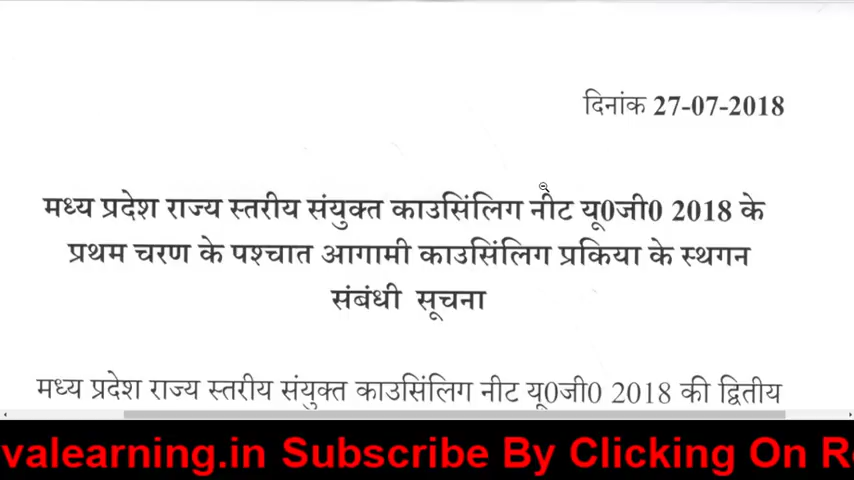 दिनांक 27-07-2018
मध्य प्रदेश राज्य स्तरीय संयुक्त काउसिंलिग नीट यू0जी0 2018 के
प्रथम चरण के पश्चात आगामी काउसिंलिग प्रकिया के स्थगन
संबंधी सूचना
मध्य प्रदेश राज्य स्तरीय संयुक्त काउसिंलिग नीट यू0जी0 2018 की द्वितीय
valearning.in Subscribe By Clicking On